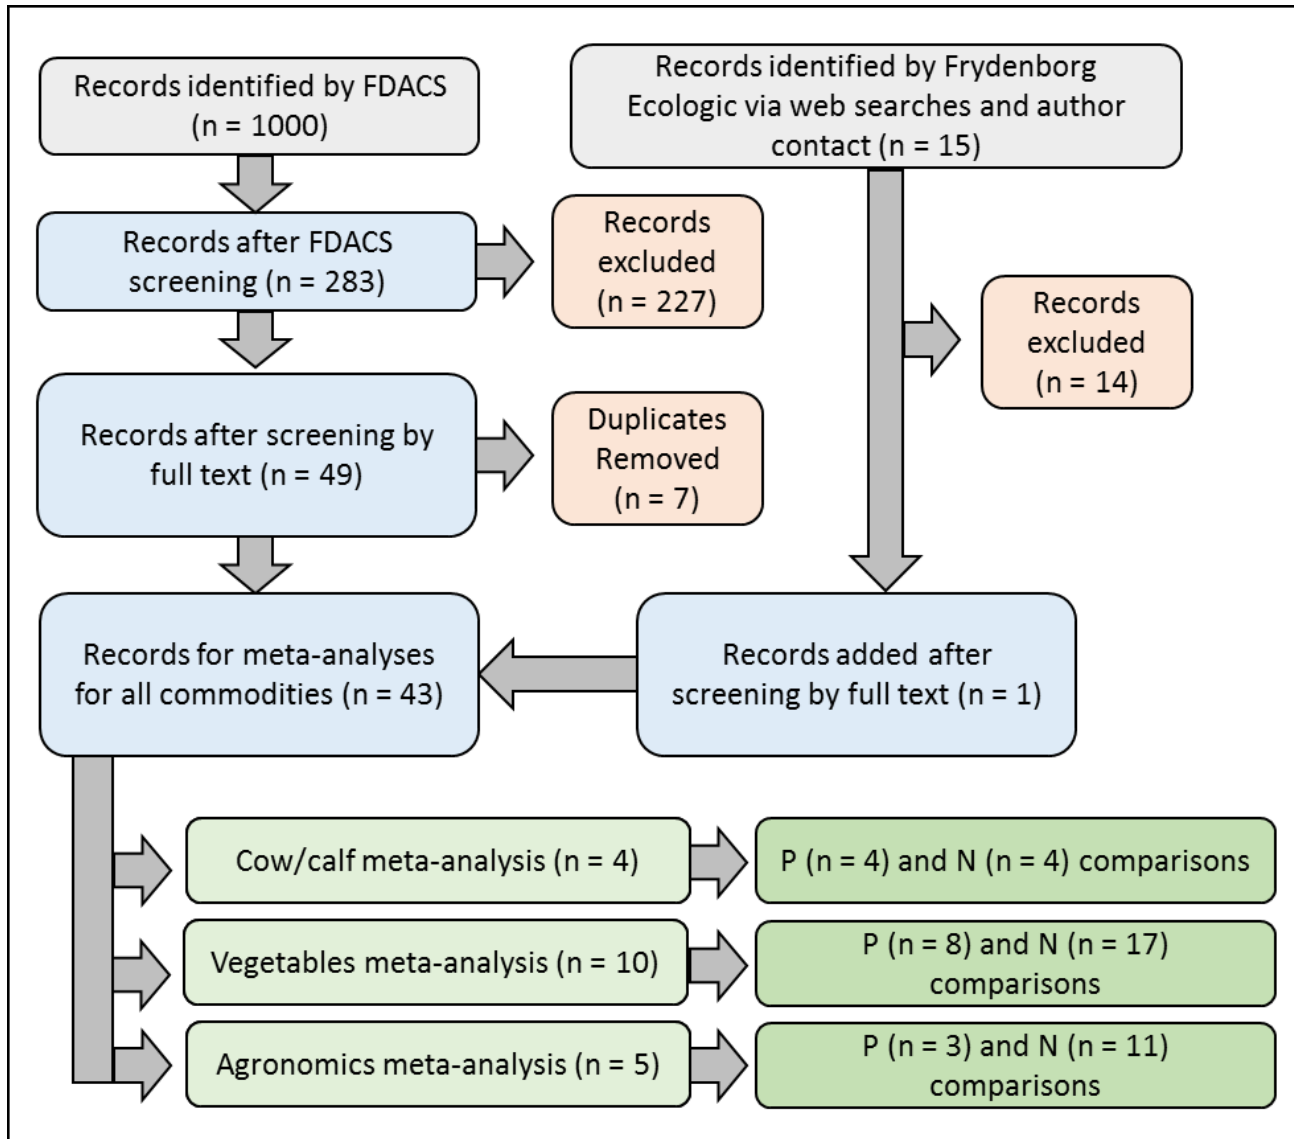 Records identified by FDACS
(n = 1000)
Records identified by Frydenborg
Ecologic via web searches and author
contact (n = 15)
Records after FDACS
screening (n = 283)
Records
excluded
(n = 227)
Records
excluded
(n = 14)
Records after screening by
full text (n = 49)
Duplicates
Removed
(n = 7)
Records for meta-analyses
for all commodities (n = 43)
Records added after
screening by full text (n = 1)
Cow/calf meta-analysis (n = 4)
P (n = 4) and N (n = 4) comparisons
Vegetables meta-analysis (n = 10)
P (n = 8) and N (n = 17)
comparisons
Agronomics meta-analysis (n = 5)
P (n = 3) and N (n = 11)
comparisons